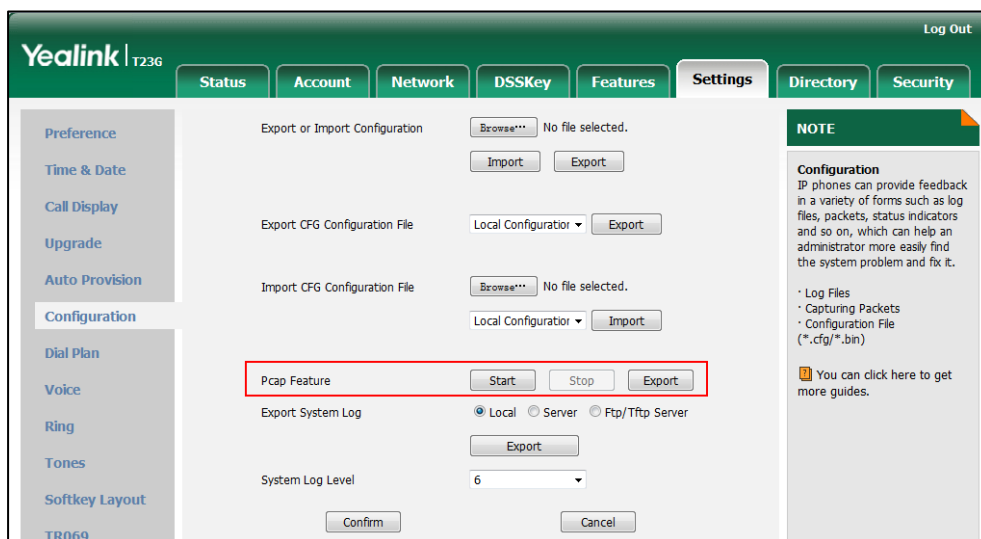 Log Out
Yealink T23G
Status Account Network DSSKey Features Settings Directory Security
Preference
Time & Date
Call Display
Upgrade
Auto Provision
Configuration
Dial Plan
Voice
Ring
Tones
Softkey Layout
TR069
Export or Import Configuration Browse··· No file selected.
Import Export
Export CFG Configuration File Local Configuration Export
Import CFG Configuration File Browse··· No file selected.
Local Configuration Import
Pcap Feature Start Stop Export
Export System Log Local Server Ftp/Tftp Server
Export
System Log Level 6
Confirm Cancel
NOTE
Configuration
IP phones can provide feedback
in a variety of forms such as log
files, packets, status indicators
and so on, which can help an
administrator more easily find
the system problem and fix it.
· Log Files
· Capturing Packets
· Configuration File
(*.cfg/*.bin)
? You can click here to get
more guides.